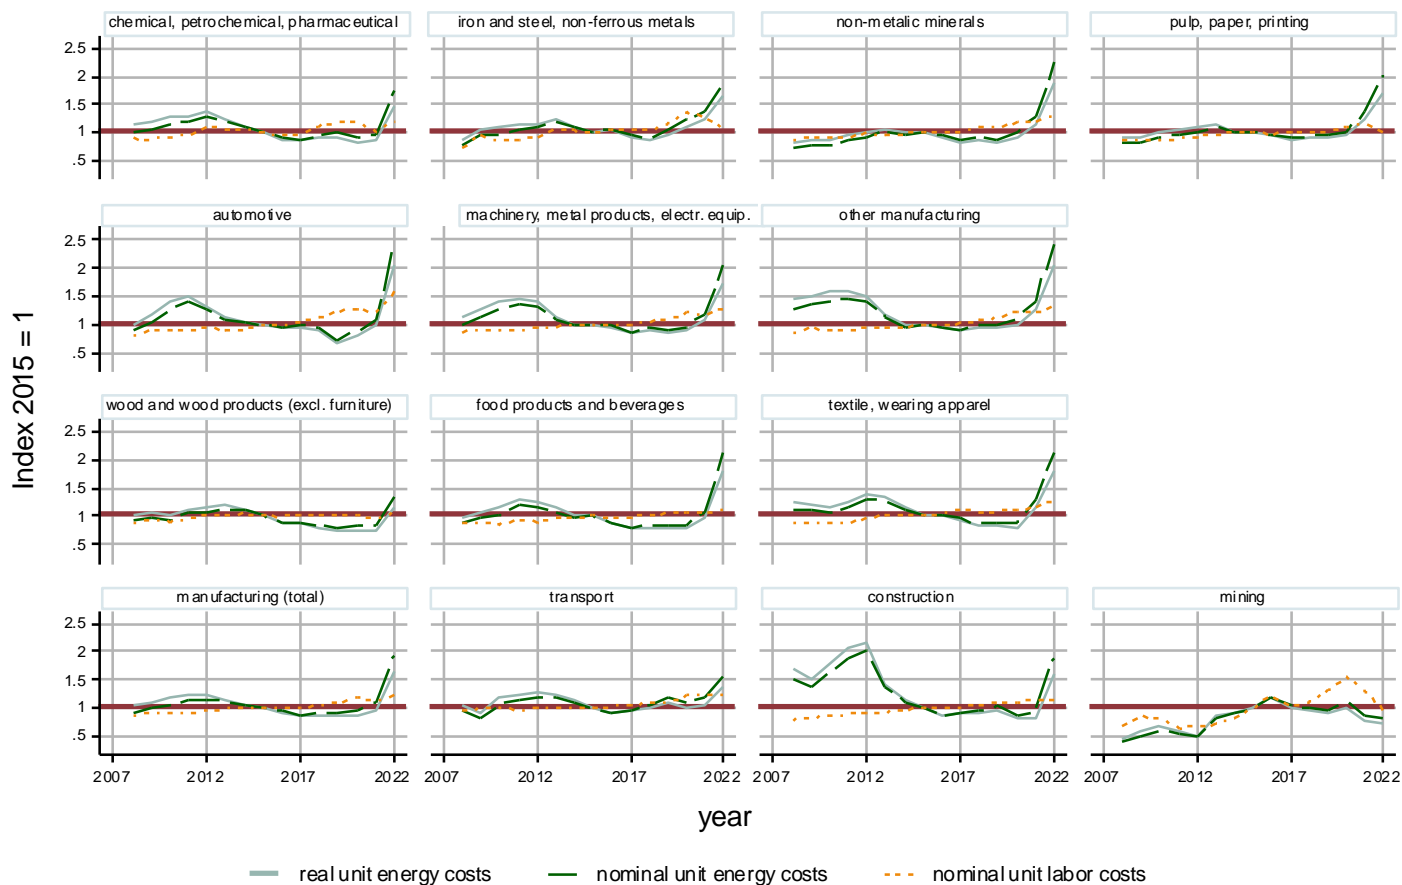 chemical, petrochemical, pharmaceutical
iron and steel, non-ferrous metals
non-metalic minerals
pulp, paper, printing
2.5
2
1.5
1
.5
automotive
machinery, metal products, electr. equip.
other manufacturing
2.5
2
1.5
1
.5
wood and wood products (excl. furniture)
food products and beverages
textile, wearing apparel
2.5
2
1.5
1
.5
manufacturing (total)
transport
construction
mining
2.5
2
1.5
1
.5
2007 2012 2017 2022
2007 2012 2017 2022
2007 2012 2017 2022
2007 2012 2017 2022
Index 2015 = 1
year
real unit energy costs
nominal unit energy costs
nominal unit labor costs